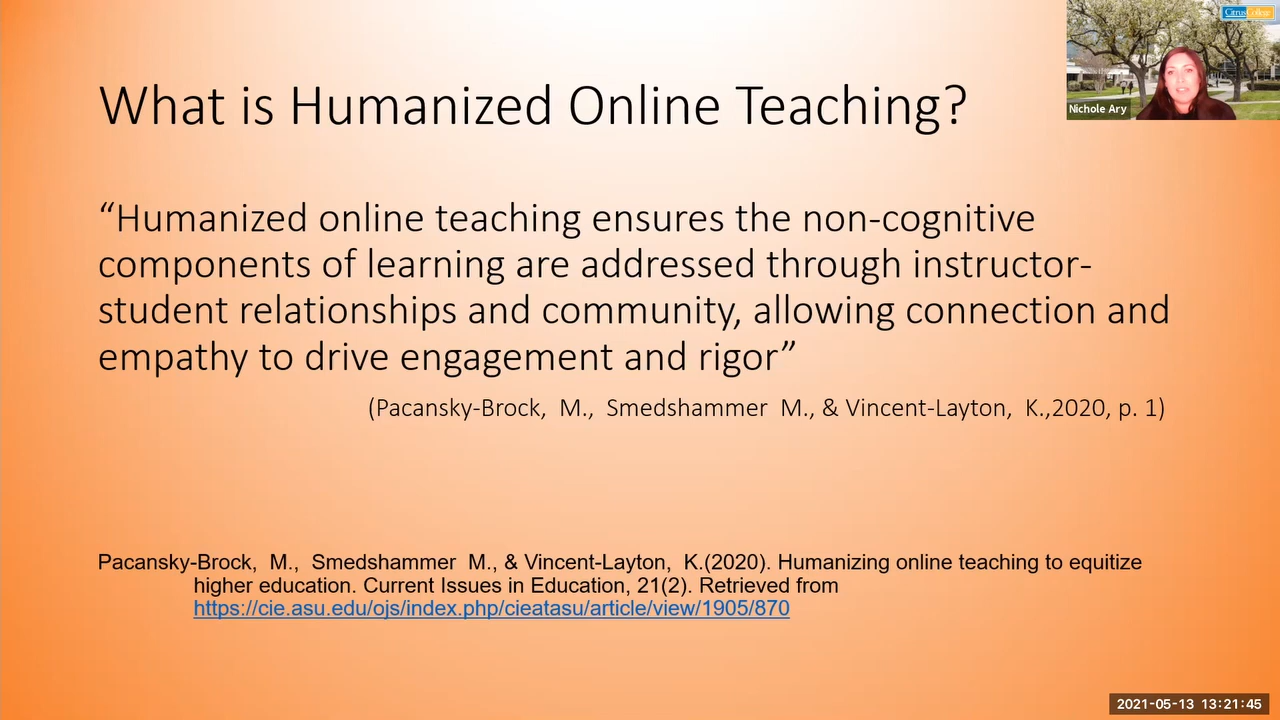 CitrusCollege
Nichole Ary
What is Humanized Online Teaching?
“Humanized online teaching ensures the non-cognitive
components of learning are addressed through instructor-
student relationships and community, allowing connection and
empathy to drive engagement and rigor”
(Pacansky-Brock, M., Smedshammer M., & Vincent-Layton, K.,2020, p. 1)
Pacansky-Brock, M., Smedshammer M., & Vincent-Layton, K.(2020). Humanizing online teaching to equitize
higher education. Current Issues in Education, 21(2). Retrieved from
https://cie.asu.edu/ojs/index.php/cieatasu/article/view/1905/870
2021-05-13 13:21:45